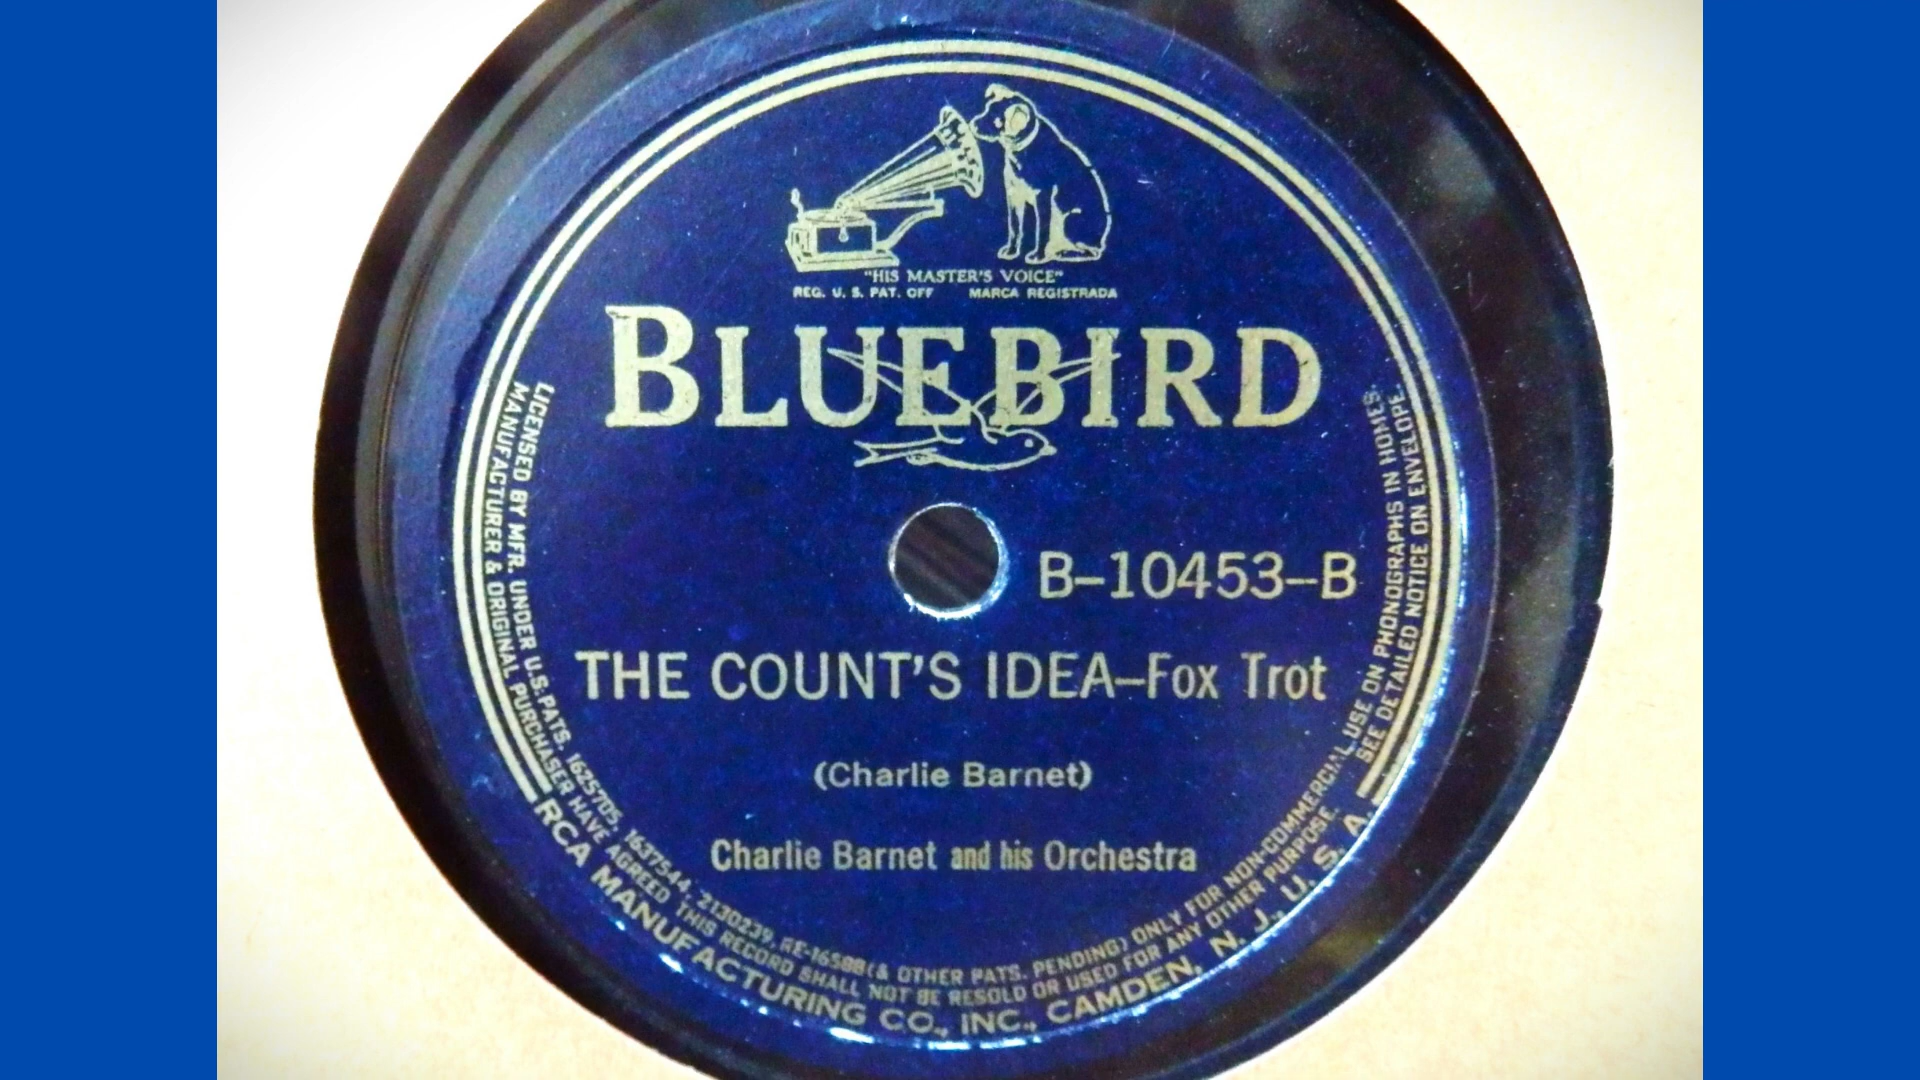 "HIS MASTER'S VOICE"
REG. U. S. PAT. OFF MARCA REGISTRADA
BLUEBIRD
B–10453–B
THE COUNT'S IDEA–Fox Trot
(Charlie Barnet)
Charlie Barnet and his Orchestra
LICENSED BY MFR. UNDER U.S. PATS. 1625705, 1637544, 2130239, RE-16588 (& OTHER PATS. PENDING) ONLY FOR NON-COMMERCIAL USE ON PHONOGRAPHS IN HOMES.
MANUFACTURER & ORIGINAL PURCHASER HAVE AGREED THIS RECORD SHALL NOT BE RESOLD OR USED FOR ANY OTHER PURPOSE. SEE DETAILED NOTICE ON ENVELOPE.
RCA MANUFACTURING CO., INC., CAMDEN, N. J., U. S. A.